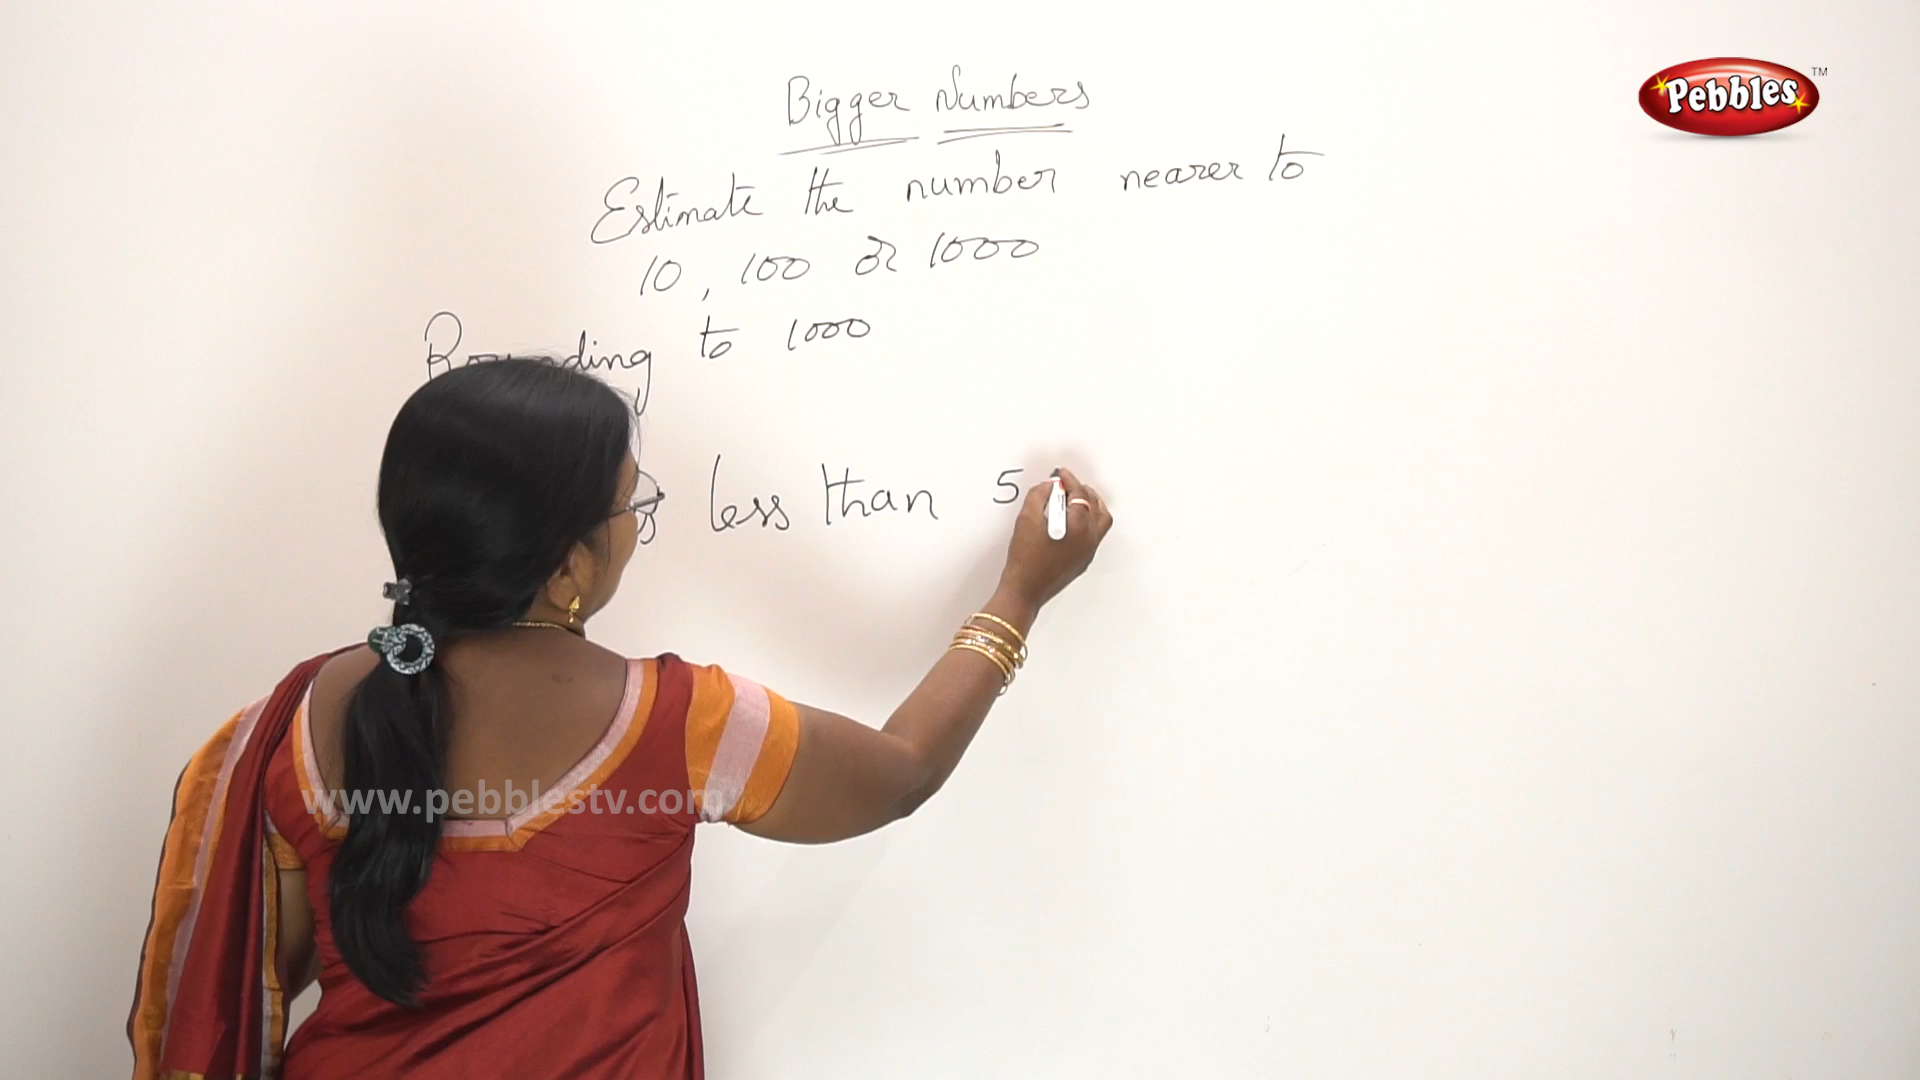 Bigger Numbers
Pebbles TM
Estimate the number nearer to
10, 100 or 1000
Rounding to 1000
less than 5
www.pebblestv.com